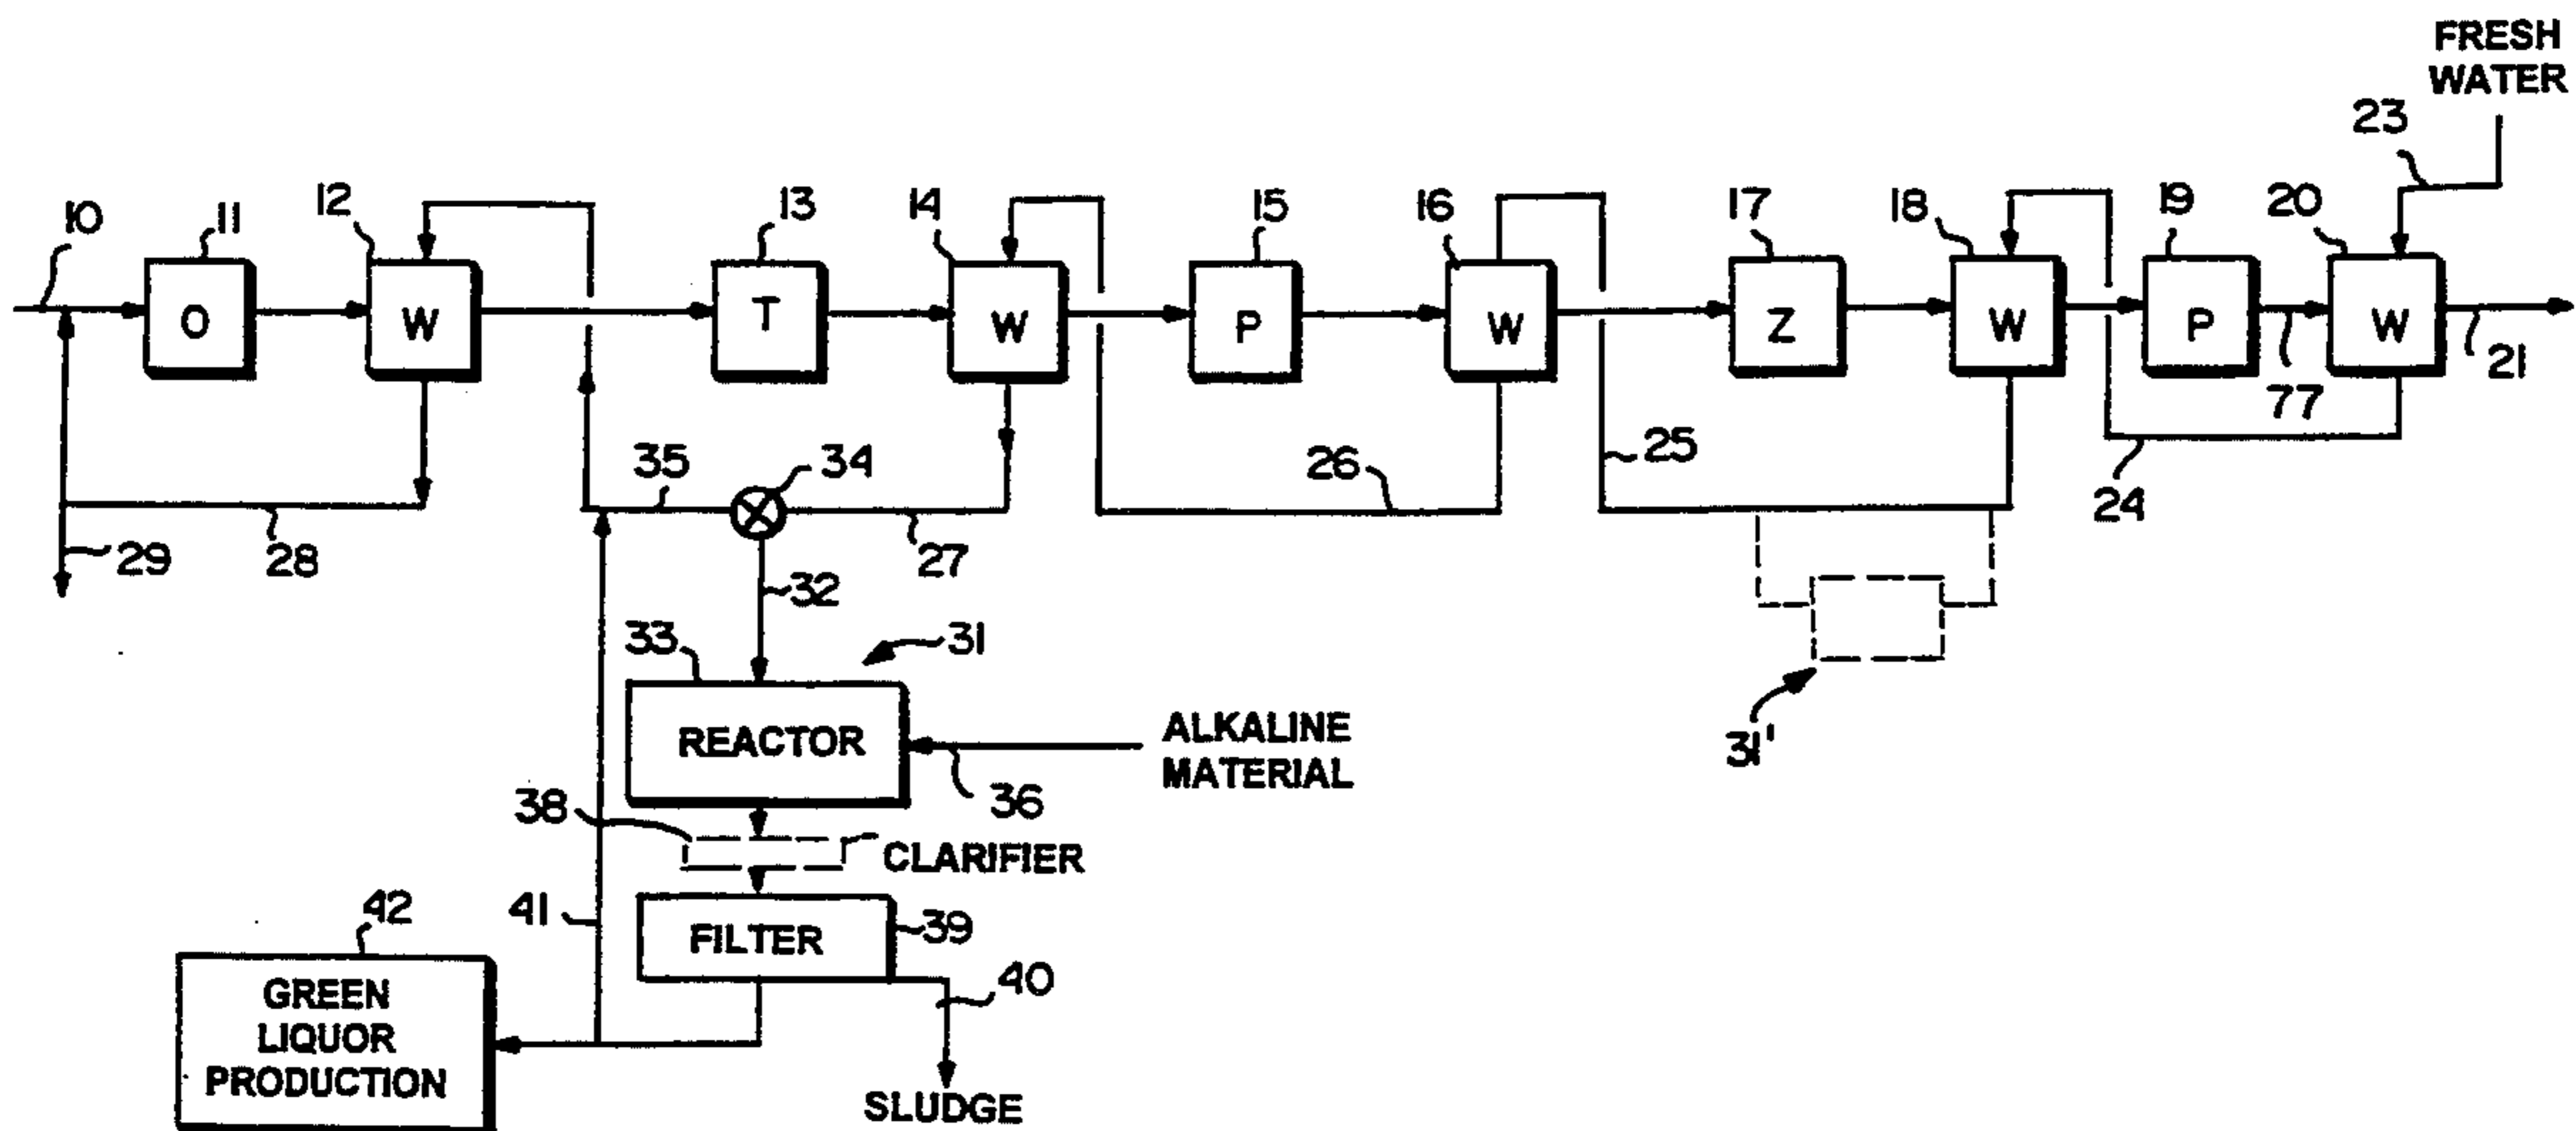 FRESH
WATER
23
10
11
12
13
14
15
16
17
18
19
20
O
W
T
W
P
W
Z
W
P
W
77
21
35
34
26
25
24
29
28
27
32
33
31
REACTOR
ALKALINE
MATERIAL
36
31'
38
CLARIFIER
42
41
FILTER
39
40
GREEN
LIQUOR
PRODUCTION
SLUDGE